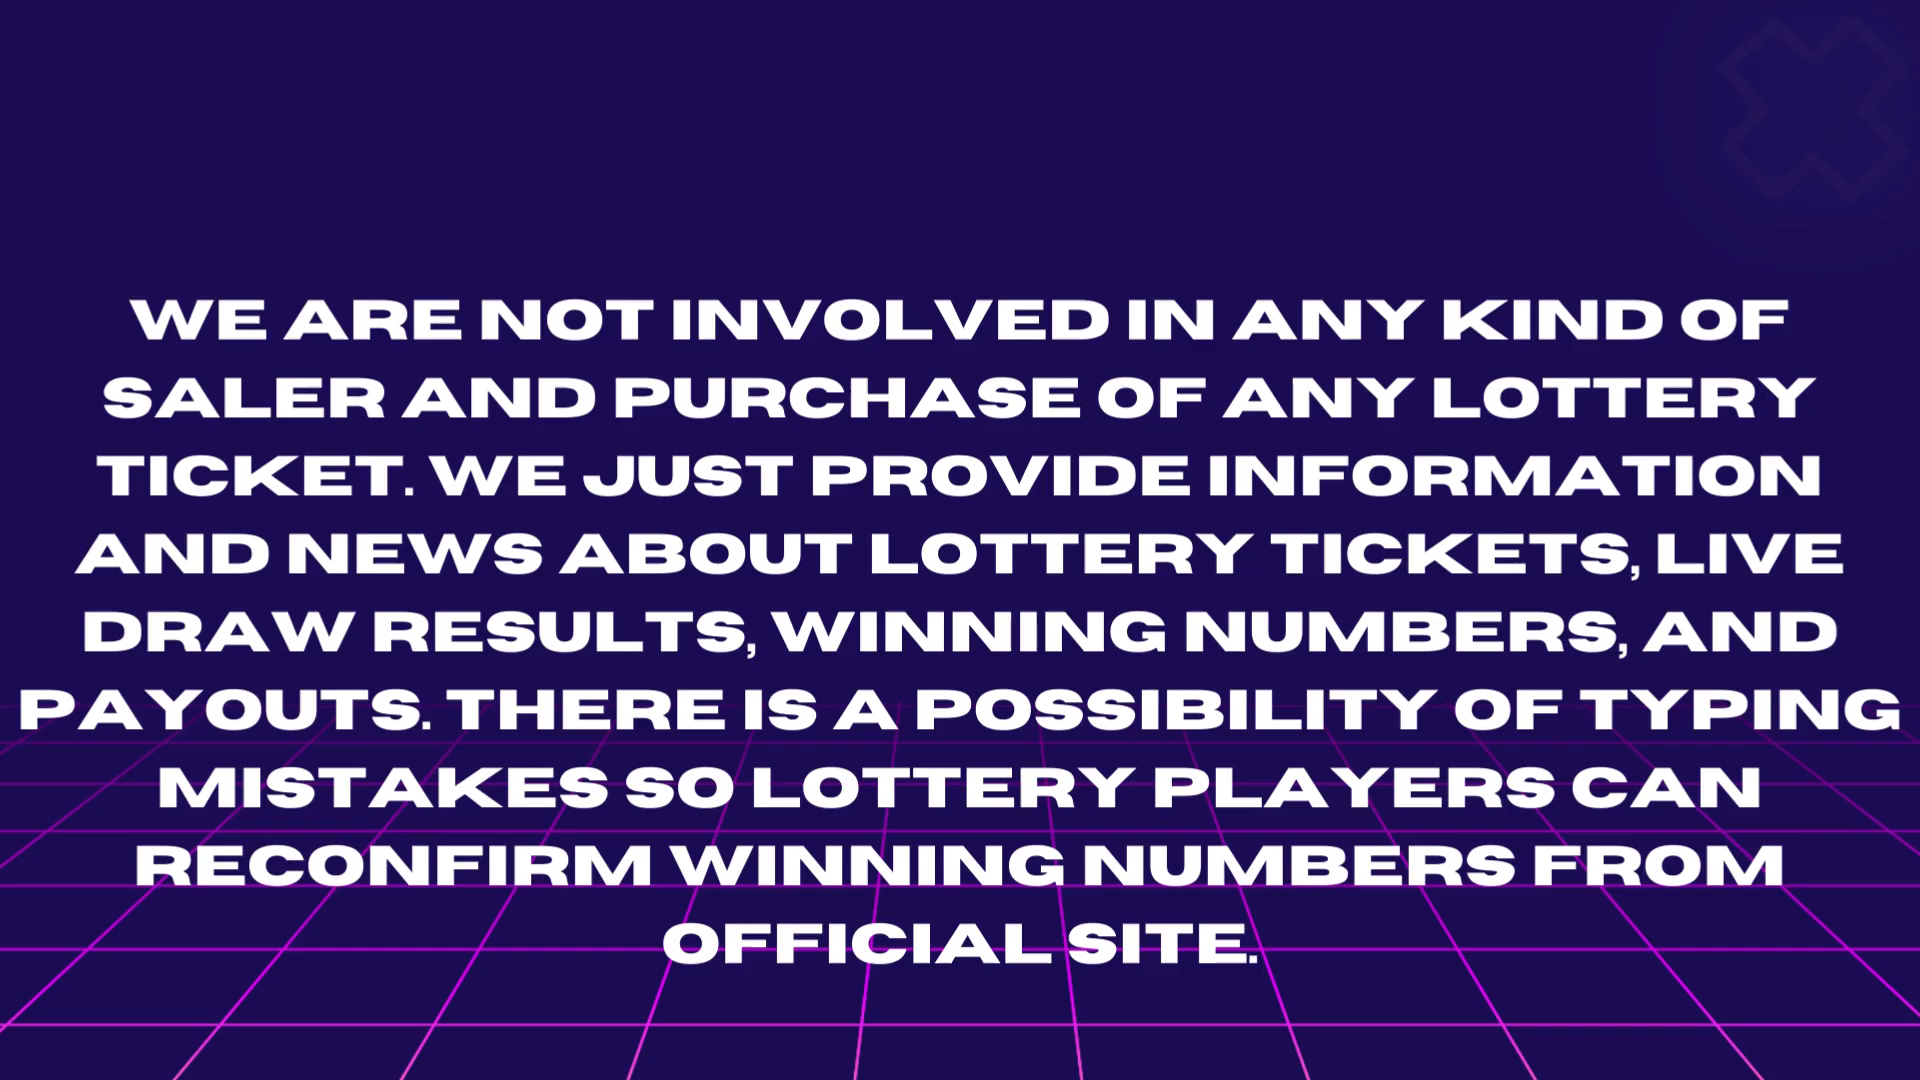 WE ARE NOT INVOLVED IN ANY KIND OF
SALER AND PURCHASE OF ANY LOTTERY
TICKET. WE JUST PROVIDE INFORMATION
AND NEWS ABOUT LOTTERY TICKETS, LIVE
DRAW RESULTS, WINNING NUMBERS, AND
PAYOUTS. THERE IS A POSSIBILITY OF TYPING
MISTAKES SO LOTTERY PLAYERS CAN
RECONFIRM WINNING NUMBERS FROM
OFFICIAL SITE.